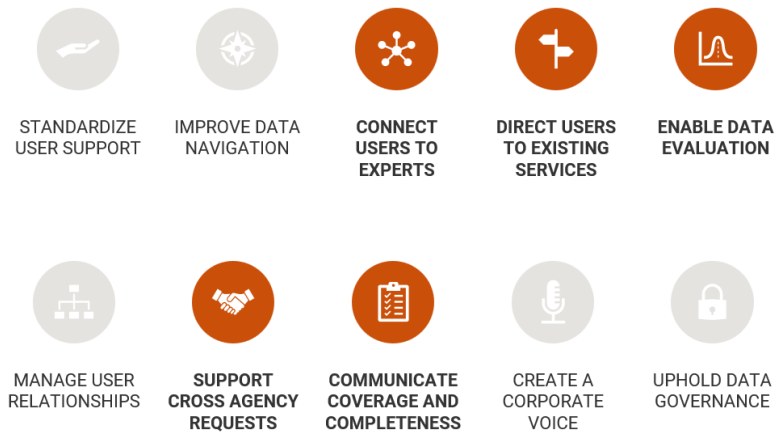 STANDARDIZE
USER SUPPORT
IMPROVE DATA
NAVIGATION
CONNECT
USERS TO
EXPERTS
DIRECT USERS
TO EXISTING
SERVICES
ENABLE DATA
EVALUATION
MANAGE USER
RELATIONSHIPS
SUPPORT
CROSS AGENCY
REQUESTS
COMMUNICATE
COVERAGE AND
COMPLETENESS
CREATE A
CORPORATE
VOICE
UPHOLD DATA
GOVERNANCE